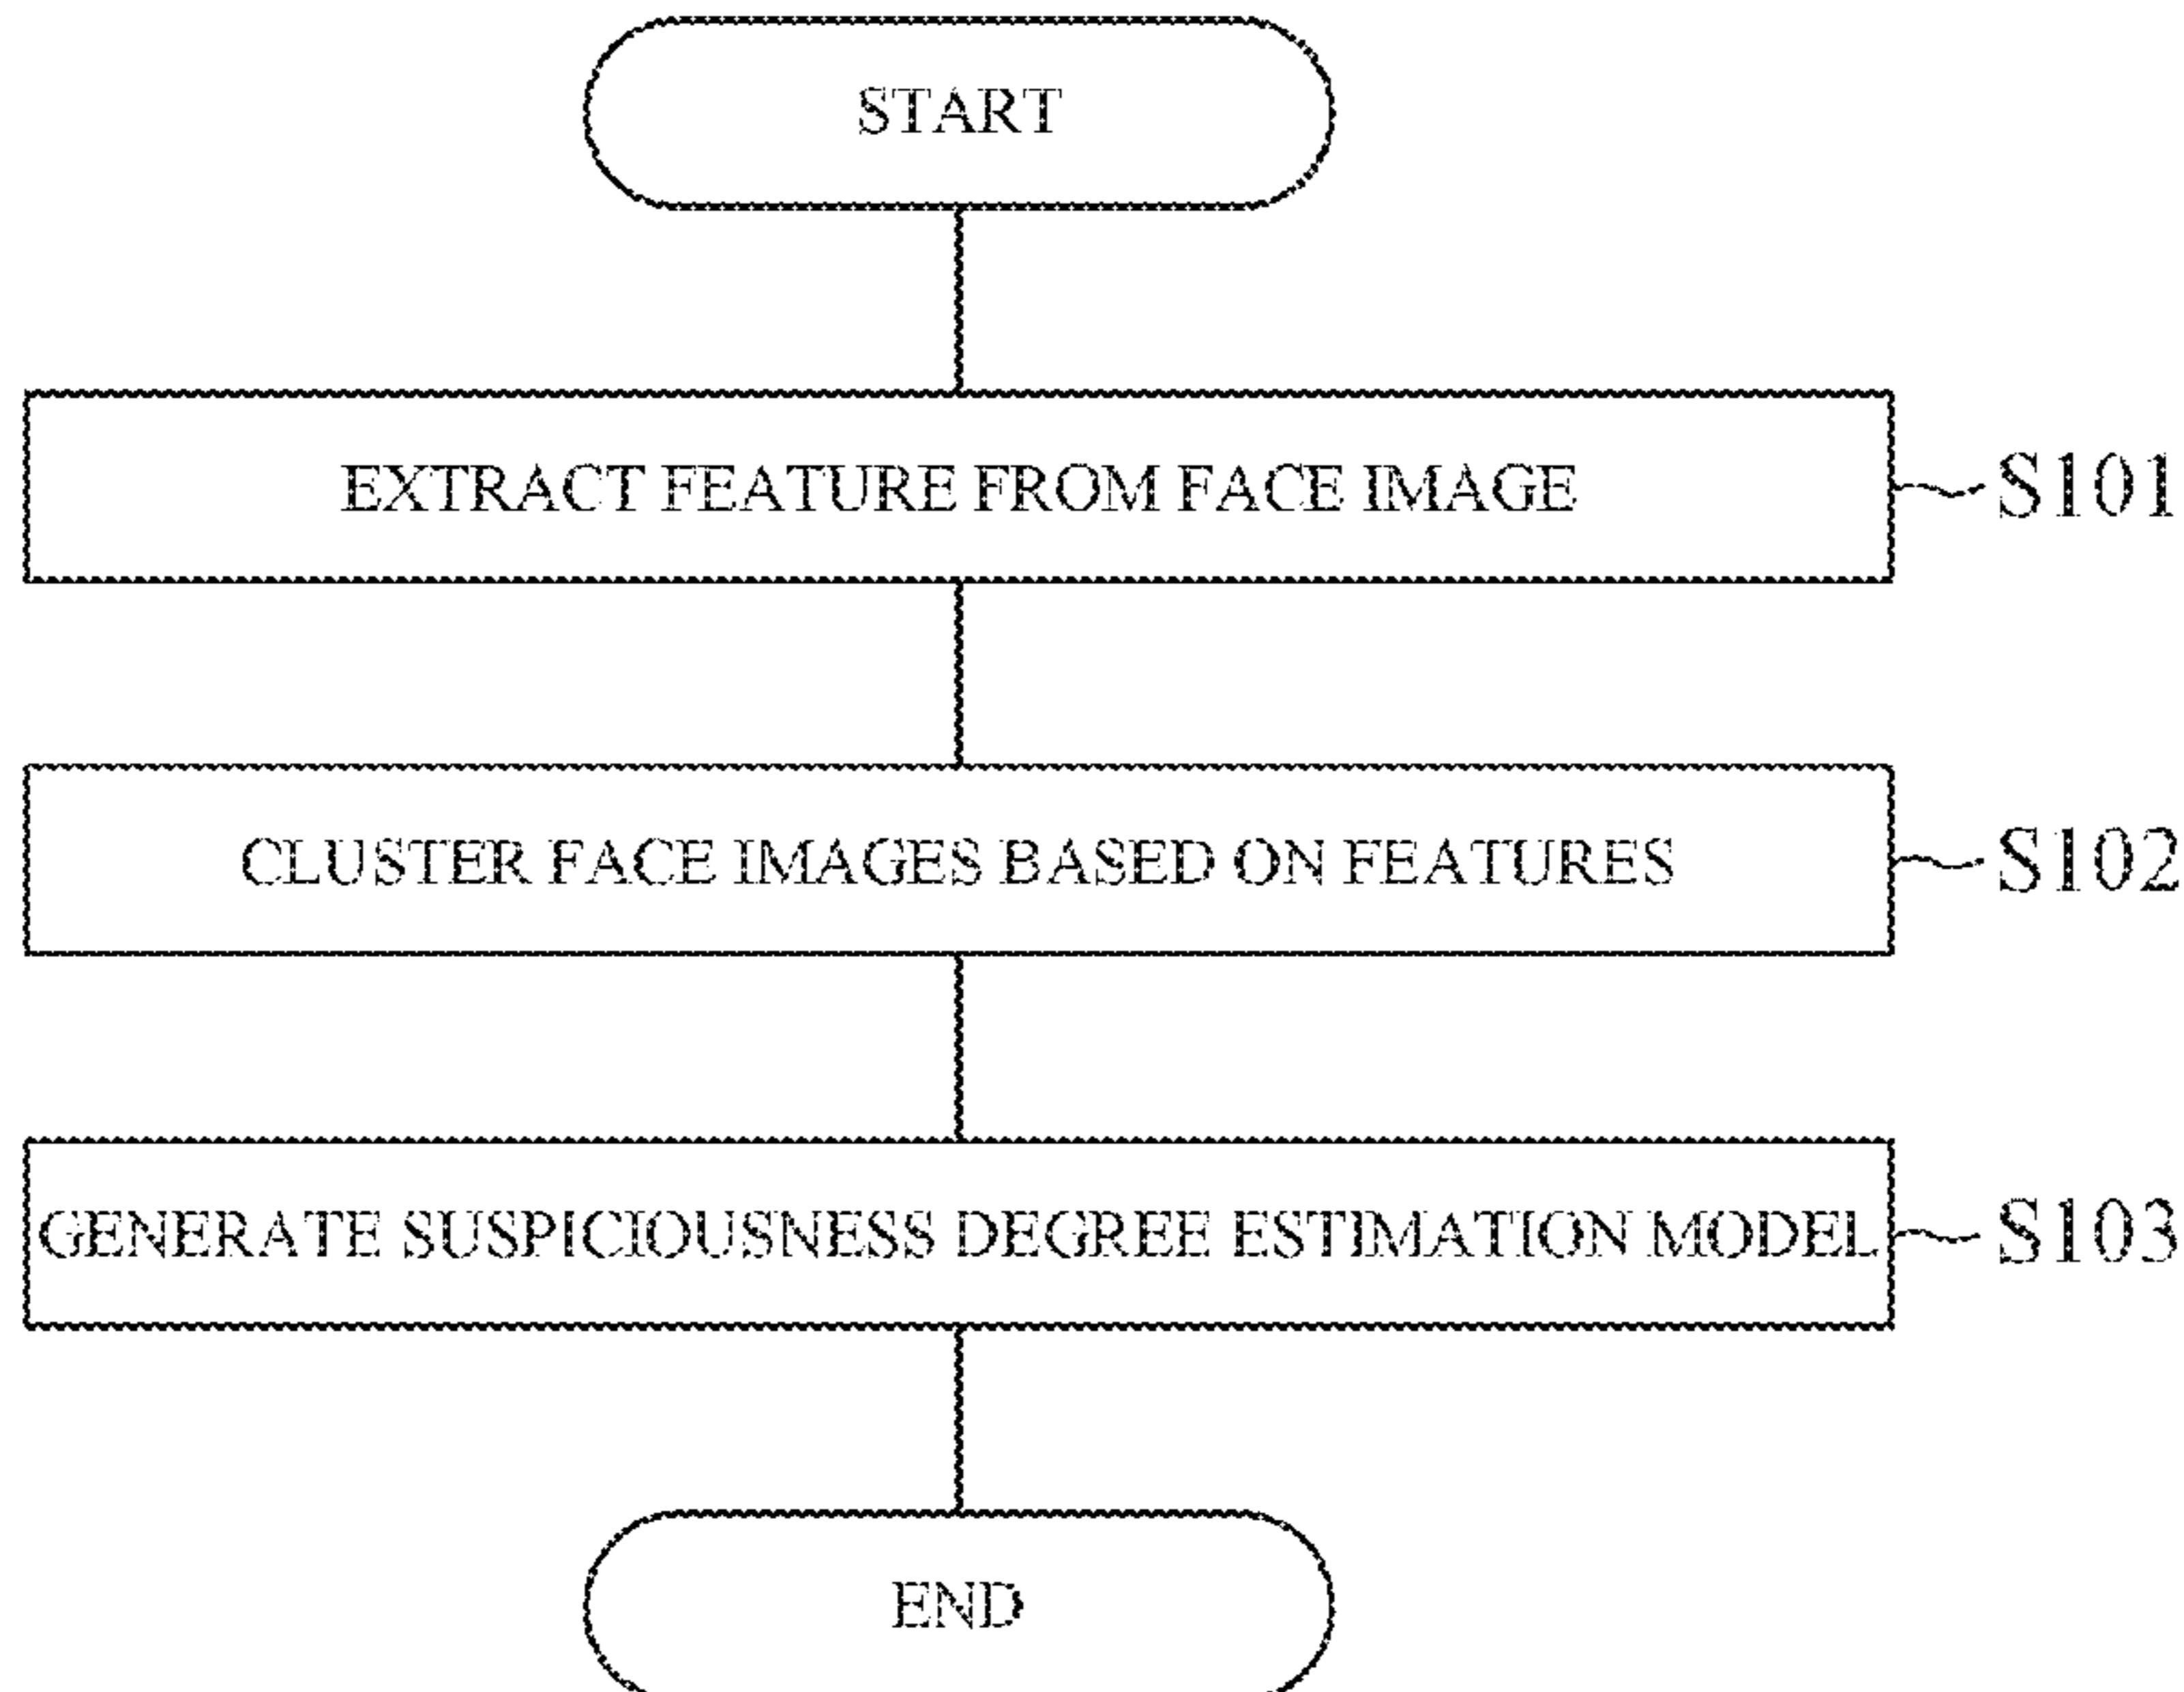 START
EXTRACT FEATURE FROM FACE IMAGE
S101
CLUSTER FACE IMAGES BASED ON FEATURES
S102
GENERATE SUSPICIOUSNESS DEGREE ESTIMATION MODEL
S103
END